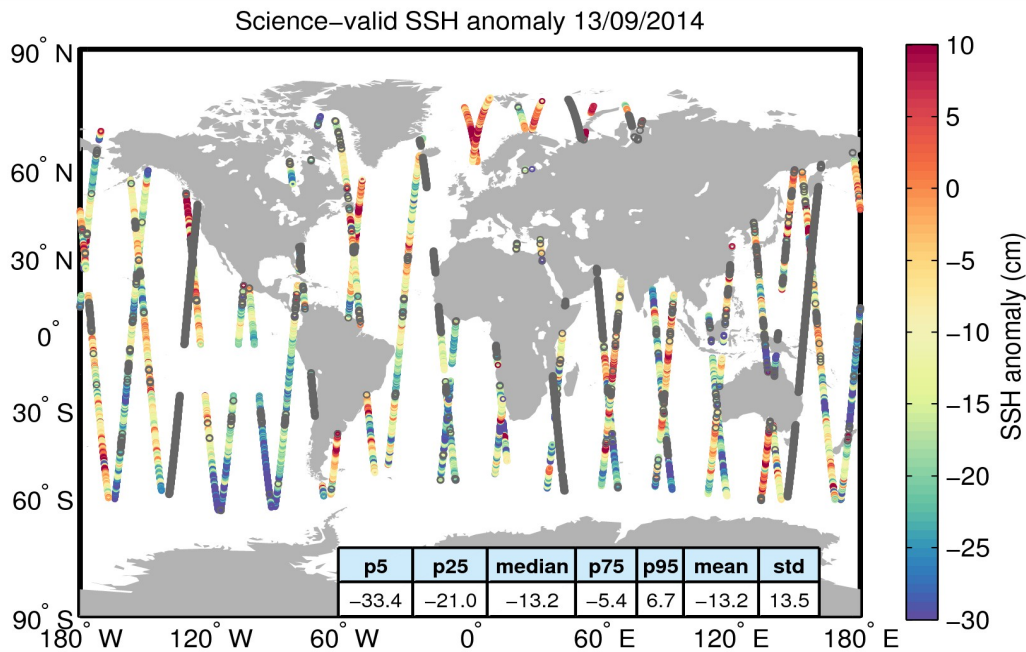 Science−valid SSH anomaly 13/09/2014
90° N
60° N
30° N
0°
30° S
60° S
90° S
180° W
120° W
60° W
0°
60° E
120° E
180° E
p5 p25 median p75 p95 mean std
−33.4 −21.0 −13.2 −5.4 6.7 −13.2 13.5
10
5
0
−5
−10
−15
−20
−25
−30
SSH anomaly (cm)